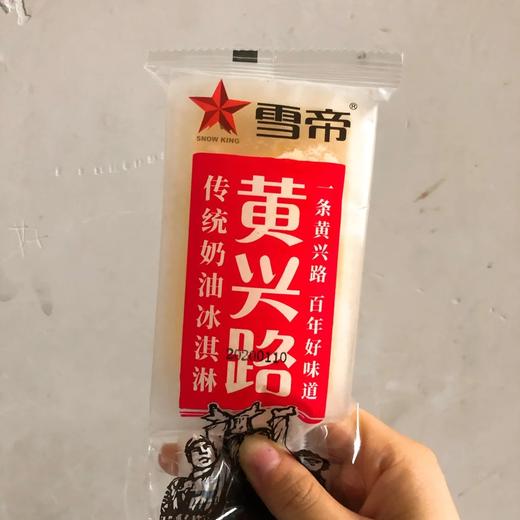 雪帝®
SNOW KING
一条黄兴路 百年好味道
黄兴路
传统奶油冰淇淋
20200110